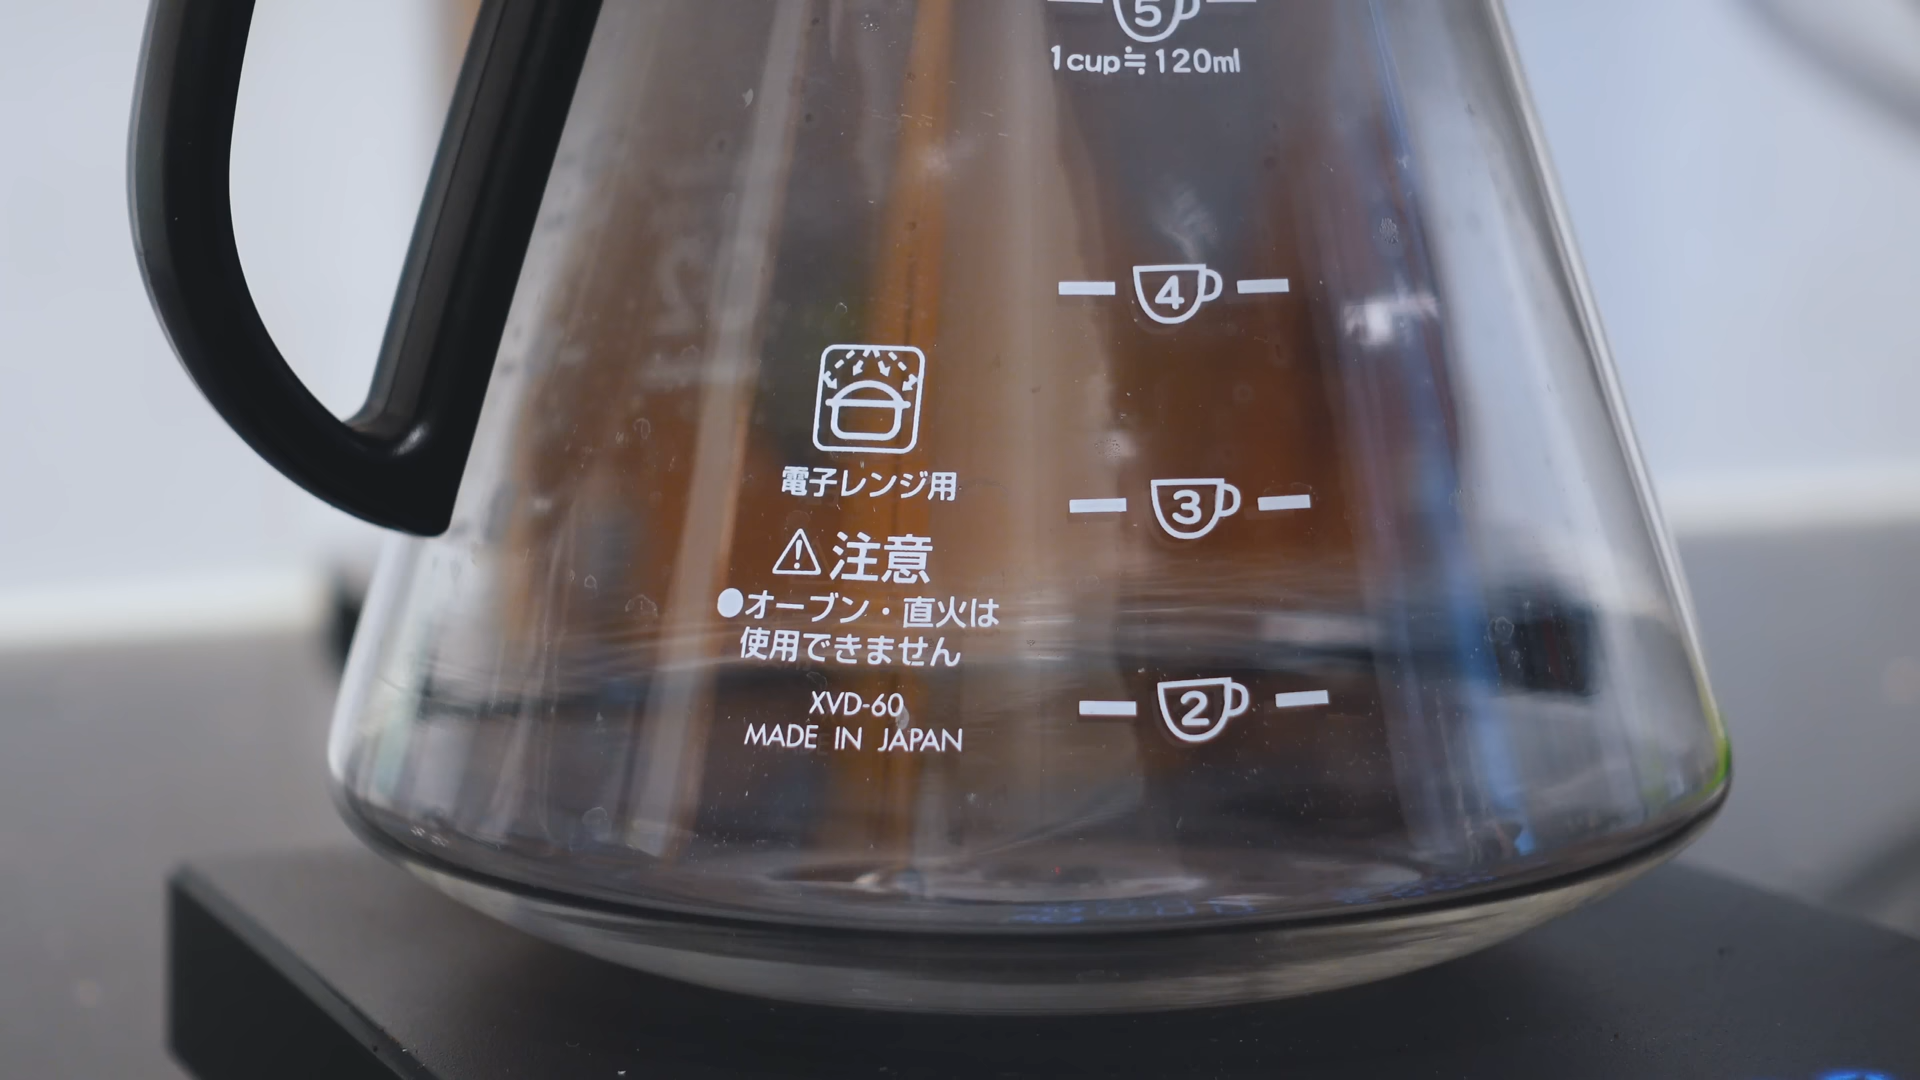 5
1cup≒120ml
4
電子レンジ用
3
注意
●オーブン・直火は
使用できません
XVD-60
MADE IN JAPAN
2